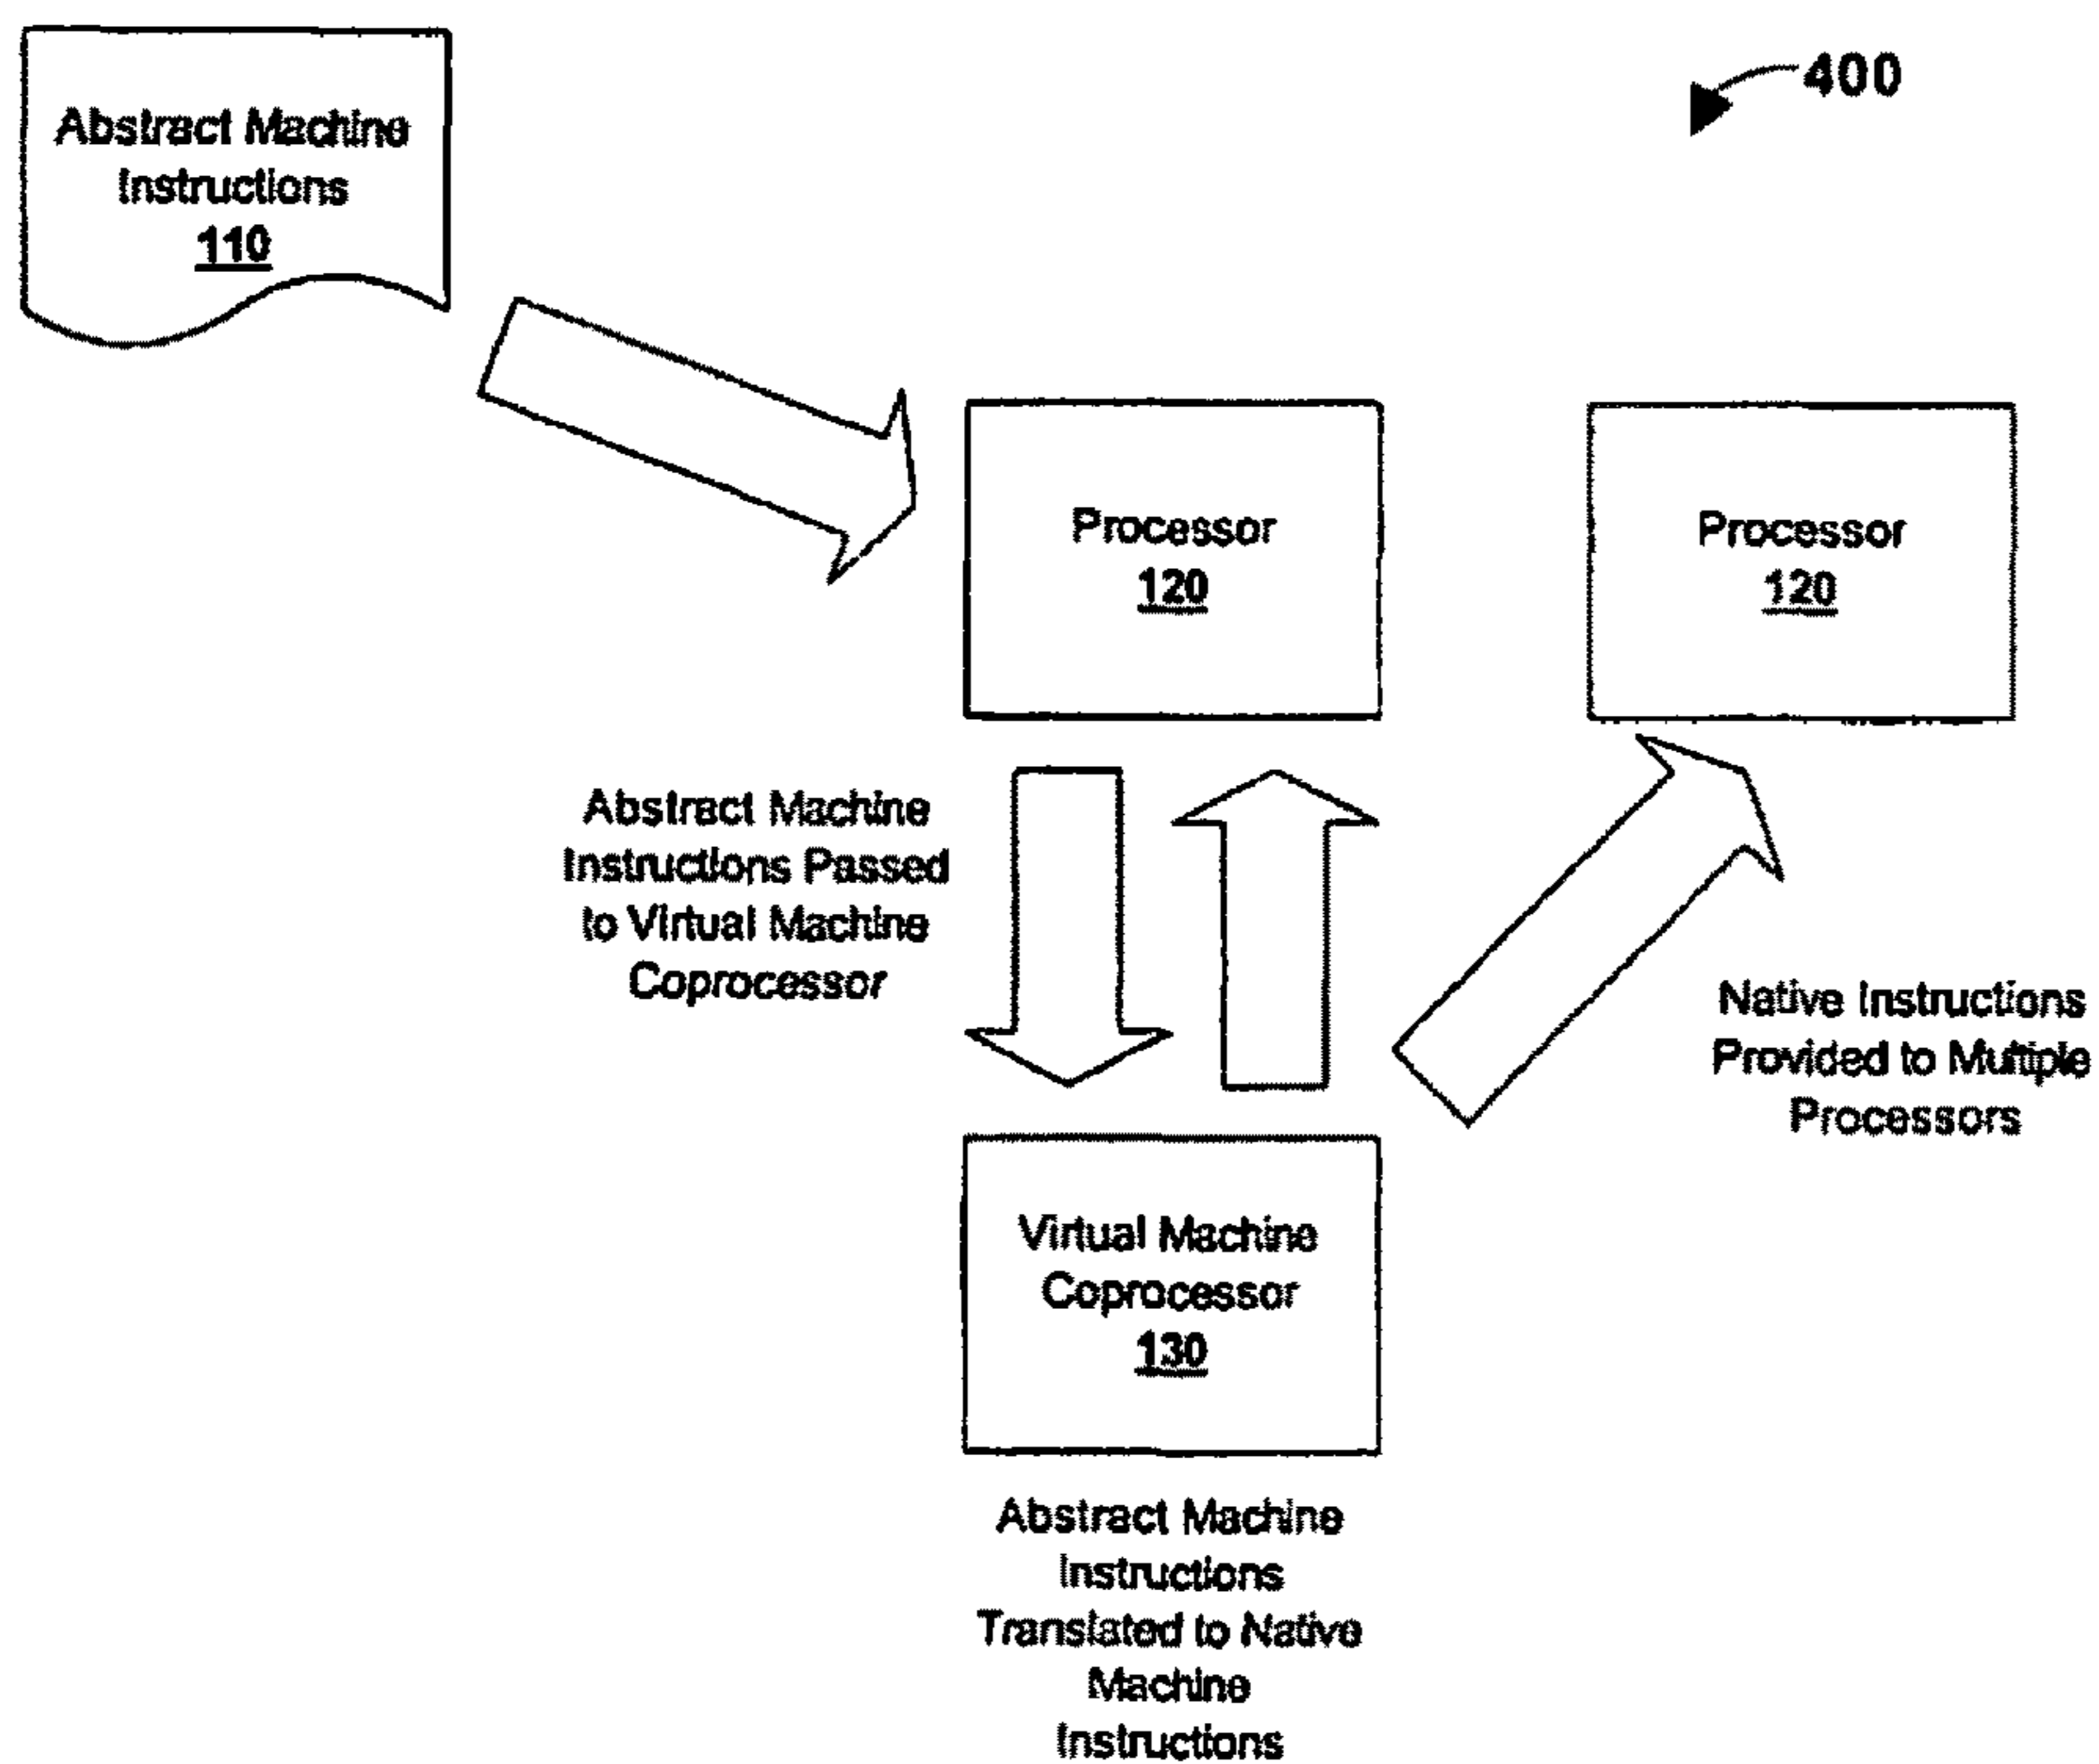 Abstract Machine
Instructions
110
400
Processor
120
Processor
120
Abstract Machine
Instructions Passed
to Virtual Machine
Coprocessor
Native Instructions
Provided to Multiple
Processors
Virtual Machine
Coprocessor
130
Abstract Machine
Instructions
Translated to Native
Machine
Instructions